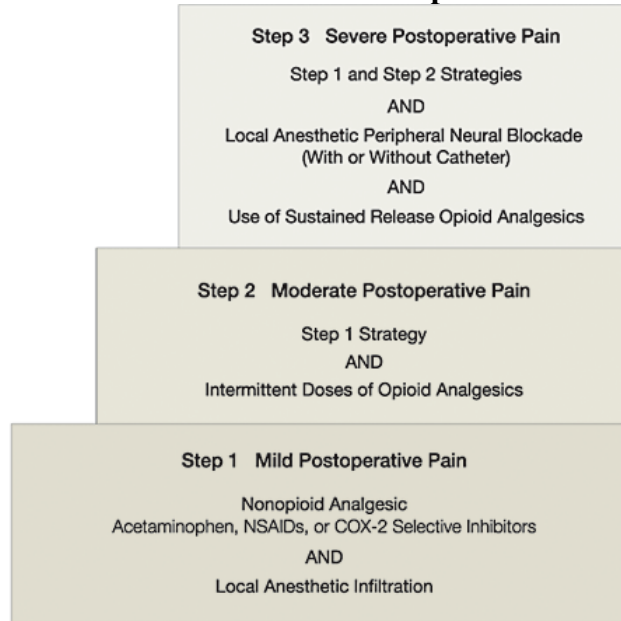 Step 3 Severe Postoperative Pain
Step 1 and Step 2 Strategies
AND
Local Anesthetic Peripheral Neural Blockade
(With or Without Catheter)
AND
Use of Sustained Release Opioid Analgesics
Step 2 Moderate Postoperative Pain
Step 1 Strategy
AND
Intermittent Doses of Opioid Analgesics
Step 1 Mild Postoperative Pain
Nonopioid Analgesic
Acetaminophen, NSAIDs, or COX-2 Selective Inhibitors
AND
Local Anesthetic Infiltration